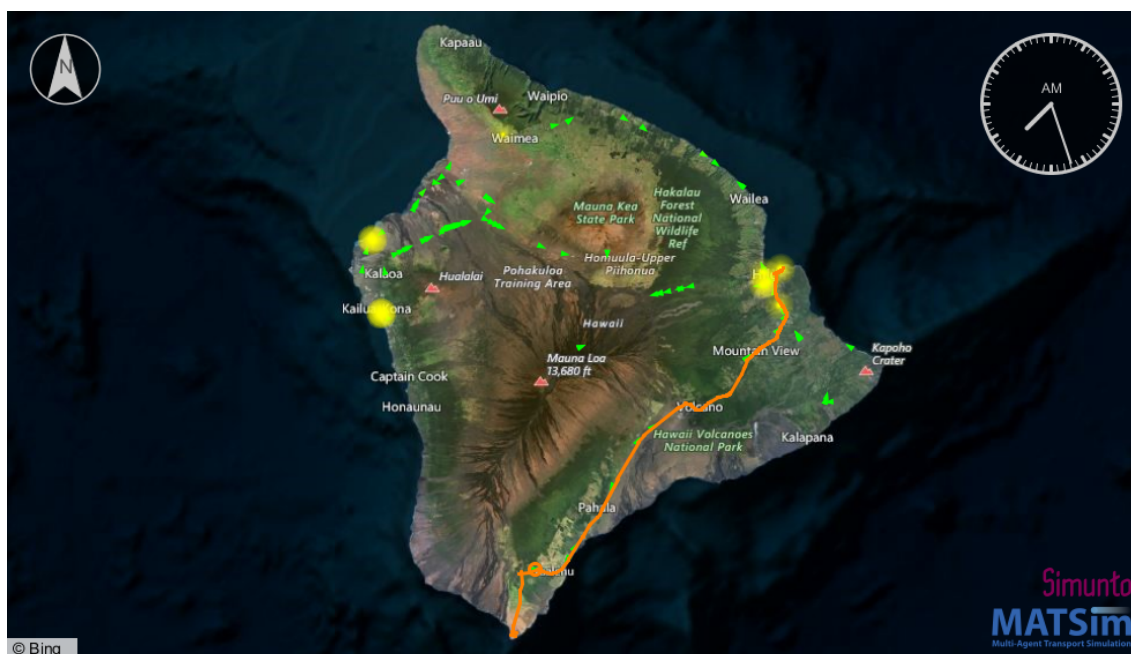 N
AM
Kapaau
Puu o Umi
Waipio
Waimea
Wailea
Mauna Kea
State Park
Hakalau
Forest
National
Wildlife
Ref
Kalaoa
Hualalai
Pohakuloa
Training Area
Homuula-Upper
Piihonua
Hawaii
Mountain View
Kapoho
Crater
Mauna Loa
13,680 ft
Captain Cook
Honaunau
Volcano
Hawaii Volcanoes
National Park
Kalapana
Pahala
Simunto
MATSim
Multi-Agent Transport Simulation
© Bing